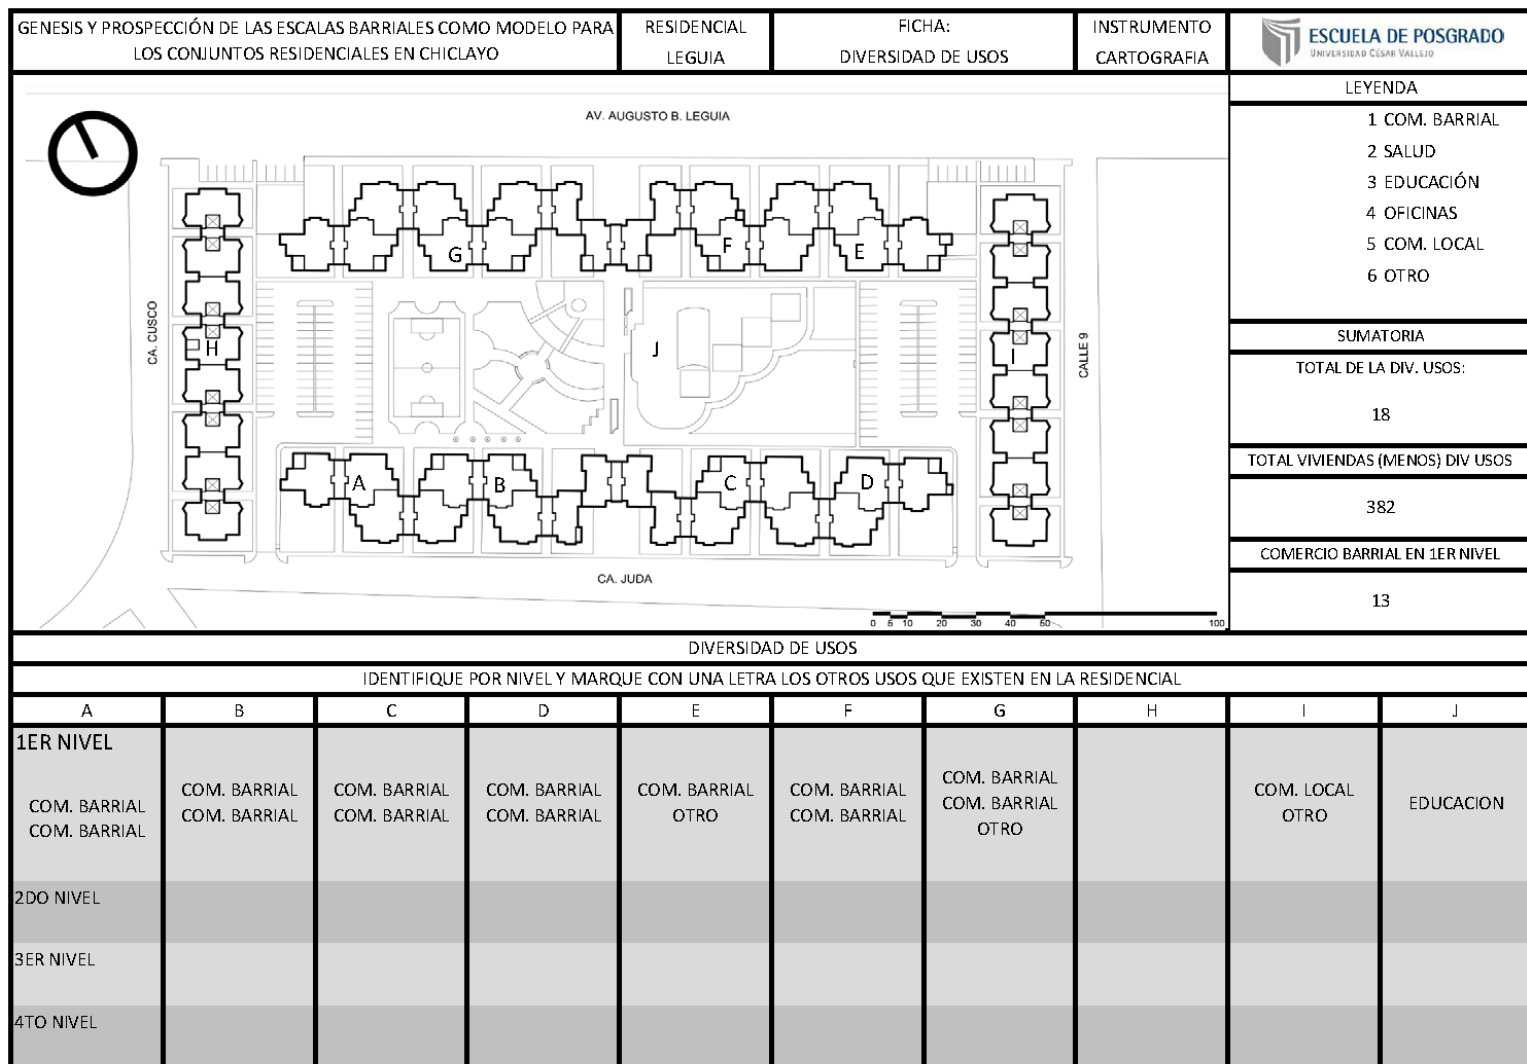 GENESIS Y PROSPECCIÓN DE LAS ESCALAS BARRIALES COMO MODELO PARA
LOS CONJUNTOS RESIDENCIALES EN CHICLAYO
RESIDENCIAL
LEGUIA
FICHA:
DIVERSIDAD DE USOS
INSTRUMENTO
CARTOGRAFIA
ESCUELA DE POSGRADO
UNIVERSIDAD CÉSAR VALLEJO
AV. AUGUSTO B. LEGUIA
G
F
E
CA. CUSCO
H
J
I
CALLE 9
A
B
C
D
CA. JUDA
0 5 10 20 30 40 50 100
LEYENDA
1 COM. BARRIAL
2 SALUD
3 EDUCACIÓN
4 OFICINAS
5 COM. LOCAL
6 OTRO
SUMATORIA
TOTAL DE LA DIV. USOS:
18
TOTAL VIVIENDAS (MENOS) DIV USOS
382
COMERCIO BARRIAL EN 1ER NIVEL
13
DIVERSIDAD DE USOS
IDENTIFIQUE POR NIVEL Y MARQUE CON UNA LETRA LOS OTROS USOS QUE EXISTEN EN LA RESIDENCIAL
A B C D E F G H I J
1ER NIVEL
COM. BARRIAL
COM. BARRIAL
COM. BARRIAL
COM. BARRIAL
COM. BARRIAL
COM. BARRIAL
COM. BARRIAL
COM. BARRIAL
COM. BARRIAL
OTRO
COM. BARRIAL
COM. BARRIAL
COM. BARRIAL
COM. BARRIAL
OTRO
COM. LOCAL
OTRO
EDUCACION
2DO NIVEL
3ER NIVEL
4TO NIVEL